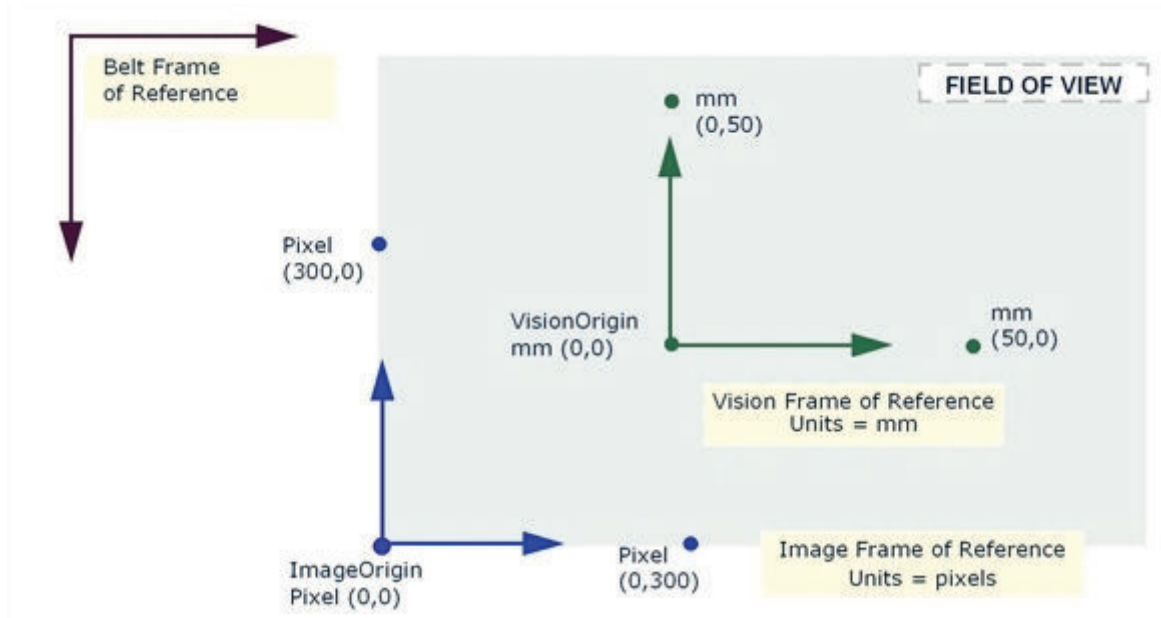 Belt Frame
of Reference
FIELD OF VIEW
mm
(0,50)
Pixel
(300,0)
VisionOrigin
mm (0,0)
mm
(50,0)
Vision Frame of Reference
Units = mm
ImageOrigin
Pixel (0,0)
Pixel
(0,300)
Image Frame of Reference
Units = pixels